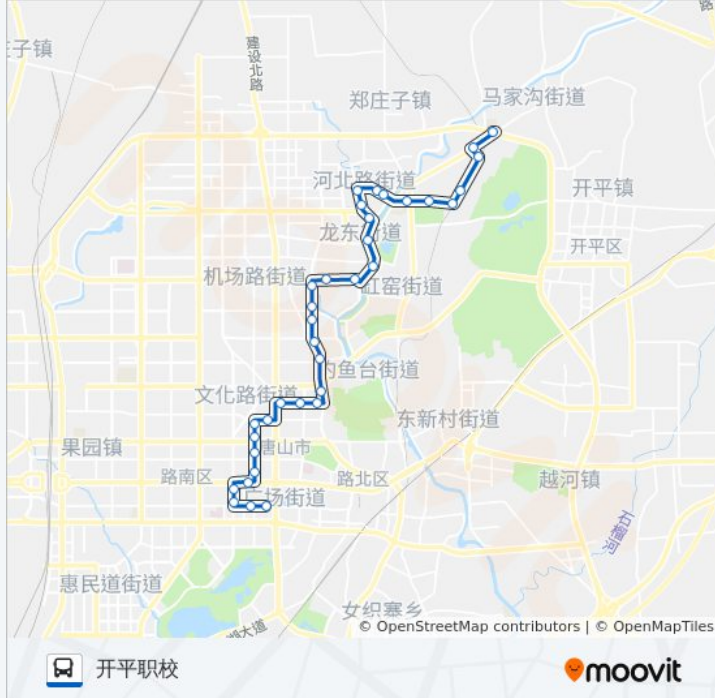 庄子镇
建设北路
路
郑庄子镇
马家沟街道
河北路街道
开平镇
龙东街道
开平区
机场路街道
缸窑街道
钓鱼台街道
文化路街道
东新村街道
果园镇
唐山市
路南区
路北区
越河镇
广场街道
石榴河
惠民道街道
女织寨乡
湖大道
© OpenStreetMap contributors | © OpenMapTiles
开平职校
moovit